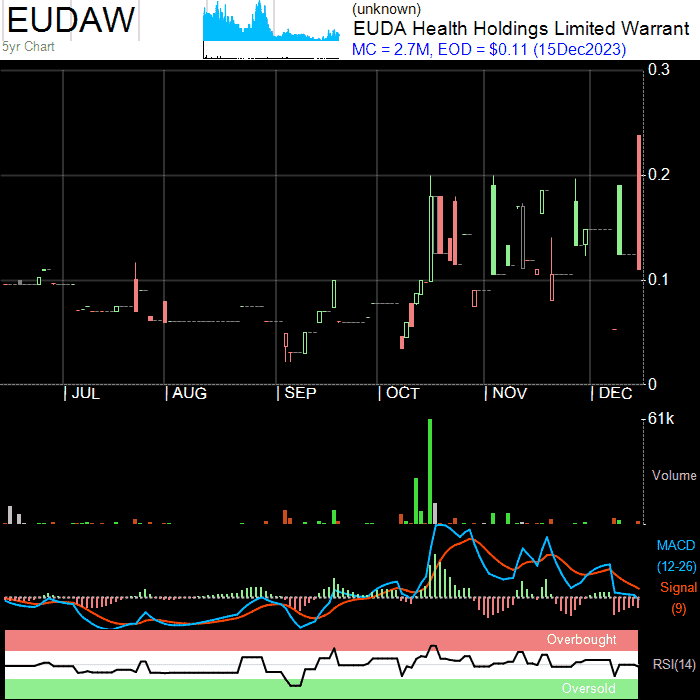 EUDAW
5yr Chart
(unknown)
EUDA Health Holdings Limited Warrant
MC = 2.7M, EOD = $0.11 (15Dec2023)
0.3
0.2
0.1
0
| JUL | AUG | SEP | OCT | NOV | DEC
61k
Volume
MACD
(12-26)
Signal
(9)
Overbought
RSI(14)
Oversold